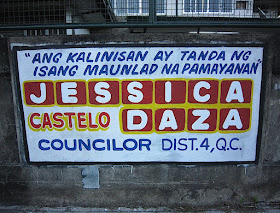 "ANG KALINISAN AY TANDA NG
ISANG MAUNLAD NA PAMAYANAN"
JESSICA
CASTELO DAZA
COUNCILOR DIST.4, Q.C.